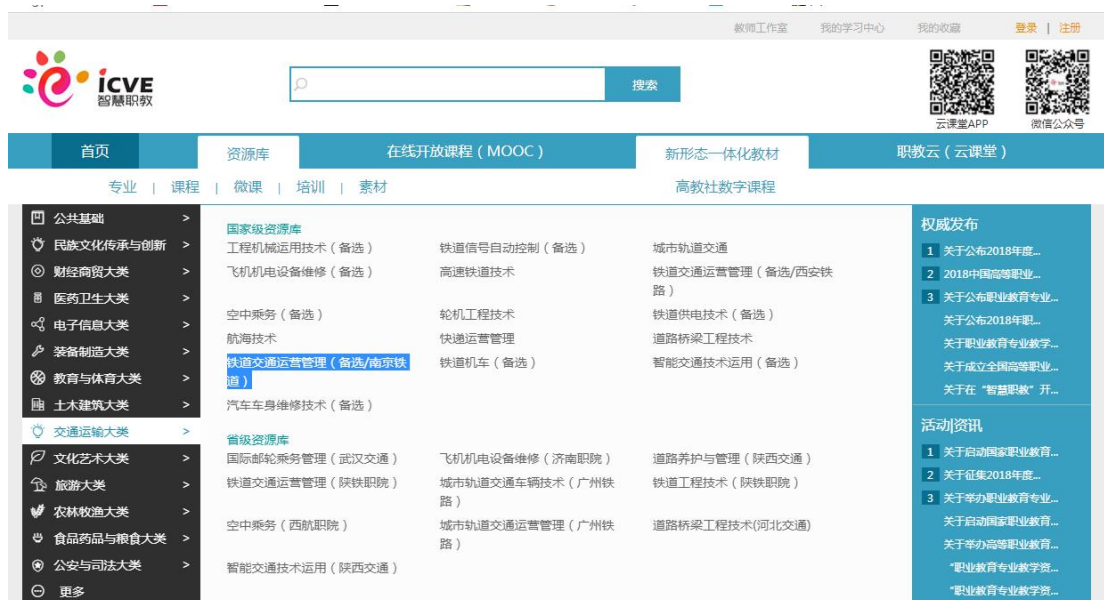 教师工作室 我的学习中心 我的收藏 登录 | 注册
icve
智慧职教
搜索
云课堂APP 微信公众号
首页 资源库 在线开放课程（MOOC） 新形态一体化教材 职教云（云课堂）
专业 | 课程 | 微课 | 培训 | 素材 高教社数字课程
公共基础 >
民族文化传承与创新 >
财经商贸大类 >
医药卫生大类 >
电子信息大类 >
装备制造大类 >
教育与体育大类 >
土木建筑大类 >
交通运输大类 >
文化艺术大类 >
旅游大类 >
农林牧渔大类 >
食品药品与粮食大类 >
公安与司法大类 >
更多
国家级资源库
工程机械运用技术（备选） 铁道信号自动控制（备选） 城市轨道交通
飞机机电设备维修（备选） 高速铁道技术 铁道交通运营管理（备选/西安铁
路）
空中乘务（备选） 轮机工程技术 铁道供电技术（备选）
航海技术 快递运营管理 道路桥梁工程技术
铁道交通运营管理（备选/南京铁 铁道机车（备选） 智能交通技术运用（备选）
道）
汽车车身维修技术（备选）
省级资源库
国际邮轮乘务管理（武汉交通） 飞机机电设备维修（济南职院） 道路养护与管理（陕西交通）
铁道交通运营管理（陕铁职院） 城市轨道交通车辆技术（广州铁 铁道工程技术（陕铁职院）
路）
空中乘务（西航职院） 城市轨道交通运营管理（广州铁 道路桥梁工程技术(河北交通)
路）
智能交通技术运用（陕西交通）
权威发布
1 关于公布2018年度...
2 2018中国高等职业...
3 关于公布职业教育专业...
关于公布2018年职...
关于职业教育专业教学...
关于成立全国高等职业...
关于在“智慧职教”开...
活动|资讯
1 关于启动国家职业教育...
2 关于征集2018年度...
3 关于举办职业教育专业...
关于启动国家职业教育...
关于举办高等职业教育...
“职业教育专业教学资...
“职业教育专业教学资...